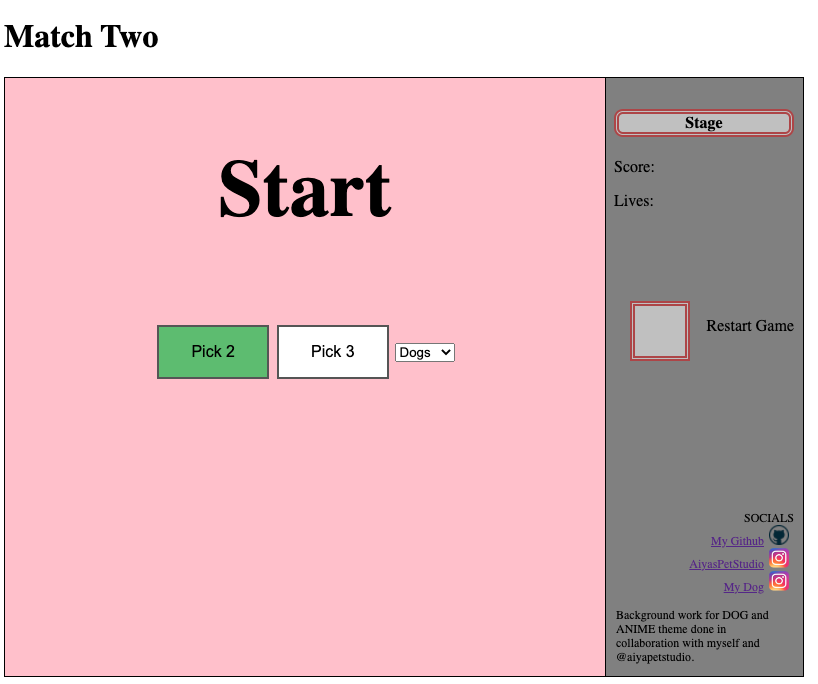 Match Two
Start
Pick 2
Pick 3
Dogs
Stage
Score:
Lives:
Restart Game
SOCIALS
My Github
AiyasPetStudio
My Dog
Background work for DOG and
ANIME theme done in
collaboration with myself and
@aiyapetstudio.